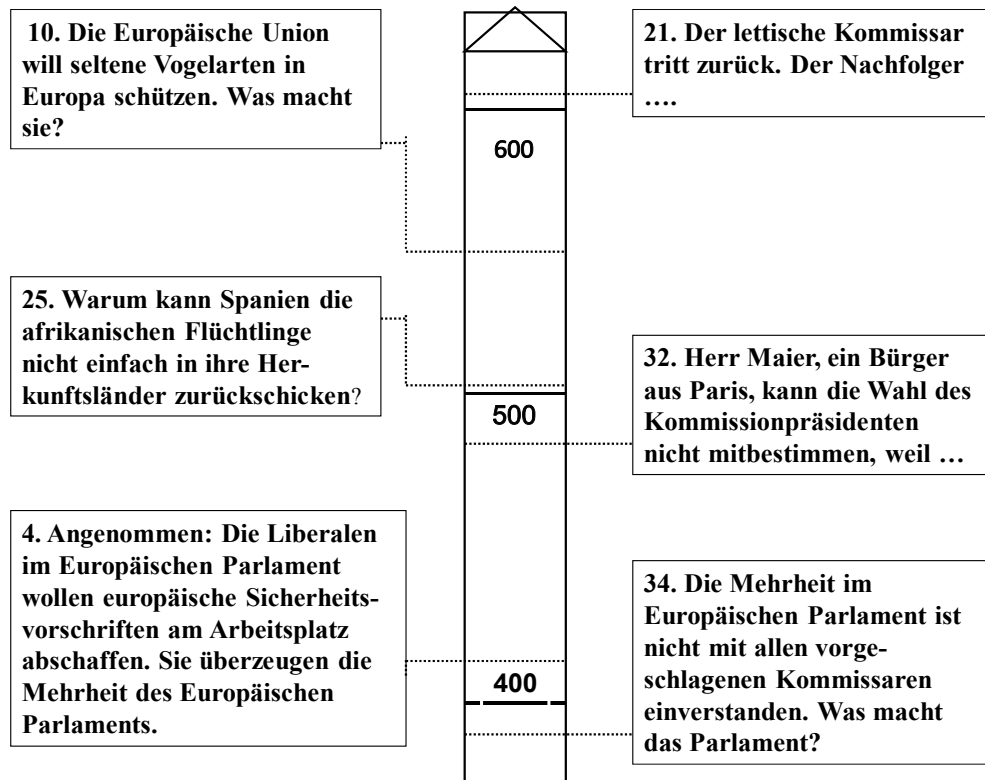 10. Die Europäische Union
will seltene Vogelarten in
Europa schützen. Was macht
sie?
21. Der lettische Kommissar
tritt zurück. Der Nachfolger
….
600
25. Warum kann Spanien die
afrikanischen Flüchtlinge
nicht einfach in ihre Her-
kunftsländer zurückschicken?
32. Herr Maier, ein Bürger
aus Paris, kann die Wahl des
Kommissionpräsidenten
nicht mitbestimmen, weil …
500
4. Angenommen: Die Liberalen
im Europäischen Parlament
wollen europäische Sicherheits-
vorschriften am Arbeitsplatz
abschaffen. Sie überzeugen die
Mehrheit des Europäischen
Parlaments.
34. Die Mehrheit im
Europäischen Parlament ist
nicht mit allen vorge-
schlagenen Kommissaren
einverstanden. Was macht
das Parlament?
400